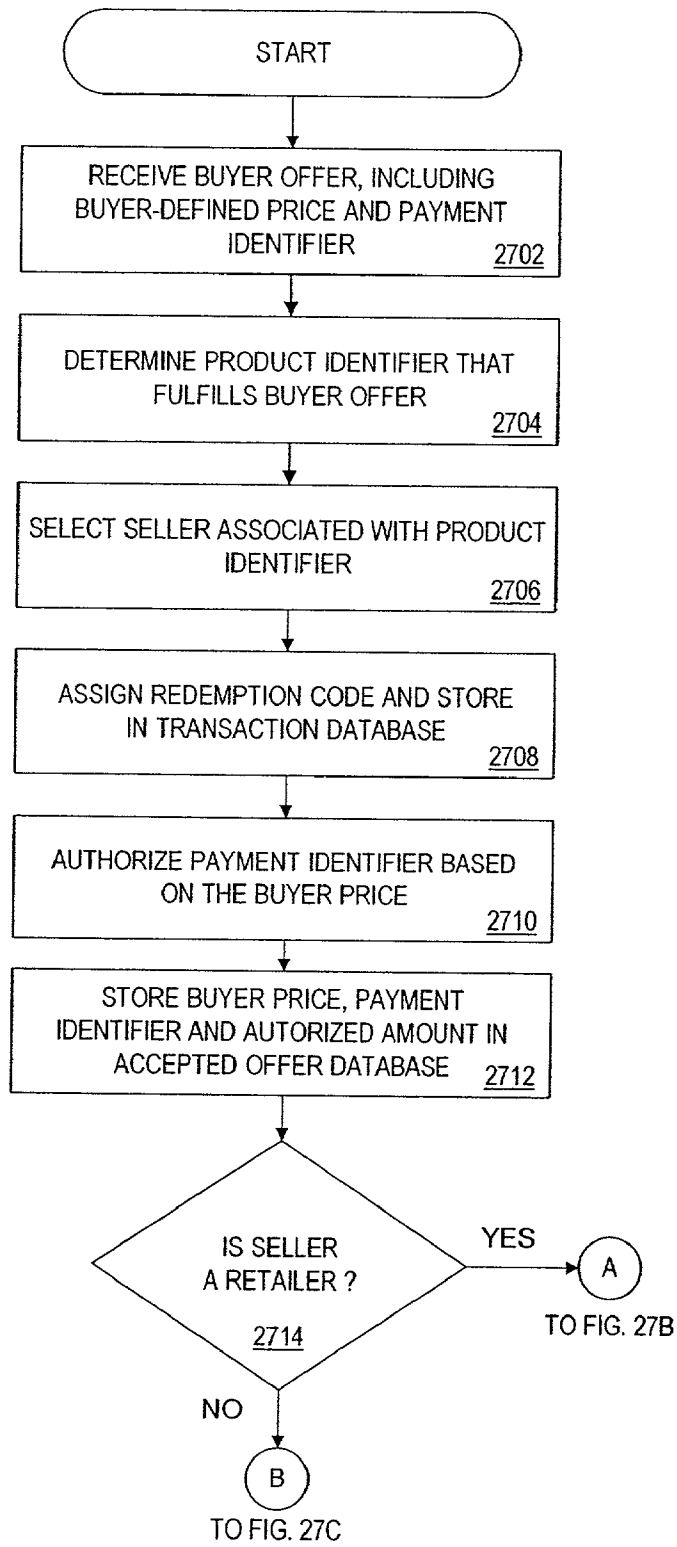 START
RECEIVE BUYER OFFER, INCLUDING
BUYER-DEFINED PRICE AND PAYMENT
IDENTIFIER
2702
DETERMINE PRODUCT IDENTIFIER THAT
FULFILLS BUYER OFFER
2704
SELECT SELLER ASSOCIATED WITH PRODUCT
IDENTIFIER
2706
ASSIGN REDEMPTION CODE AND STORE
IN TRANSACTION DATABASE
2708
AUTHORIZE PAYMENT IDENTIFIER BASED
ON THE BUYER PRICE
2710
STORE BUYER PRICE, PAYMENT
IDENTIFIER AND AUTORIZED AMOUNT IN
ACCEPTED OFFER DATABASE
2712
IS SELLER
A RETAILER ?
2714
YES
A
TO FIG. 27B
NO
B
TO FIG. 27C